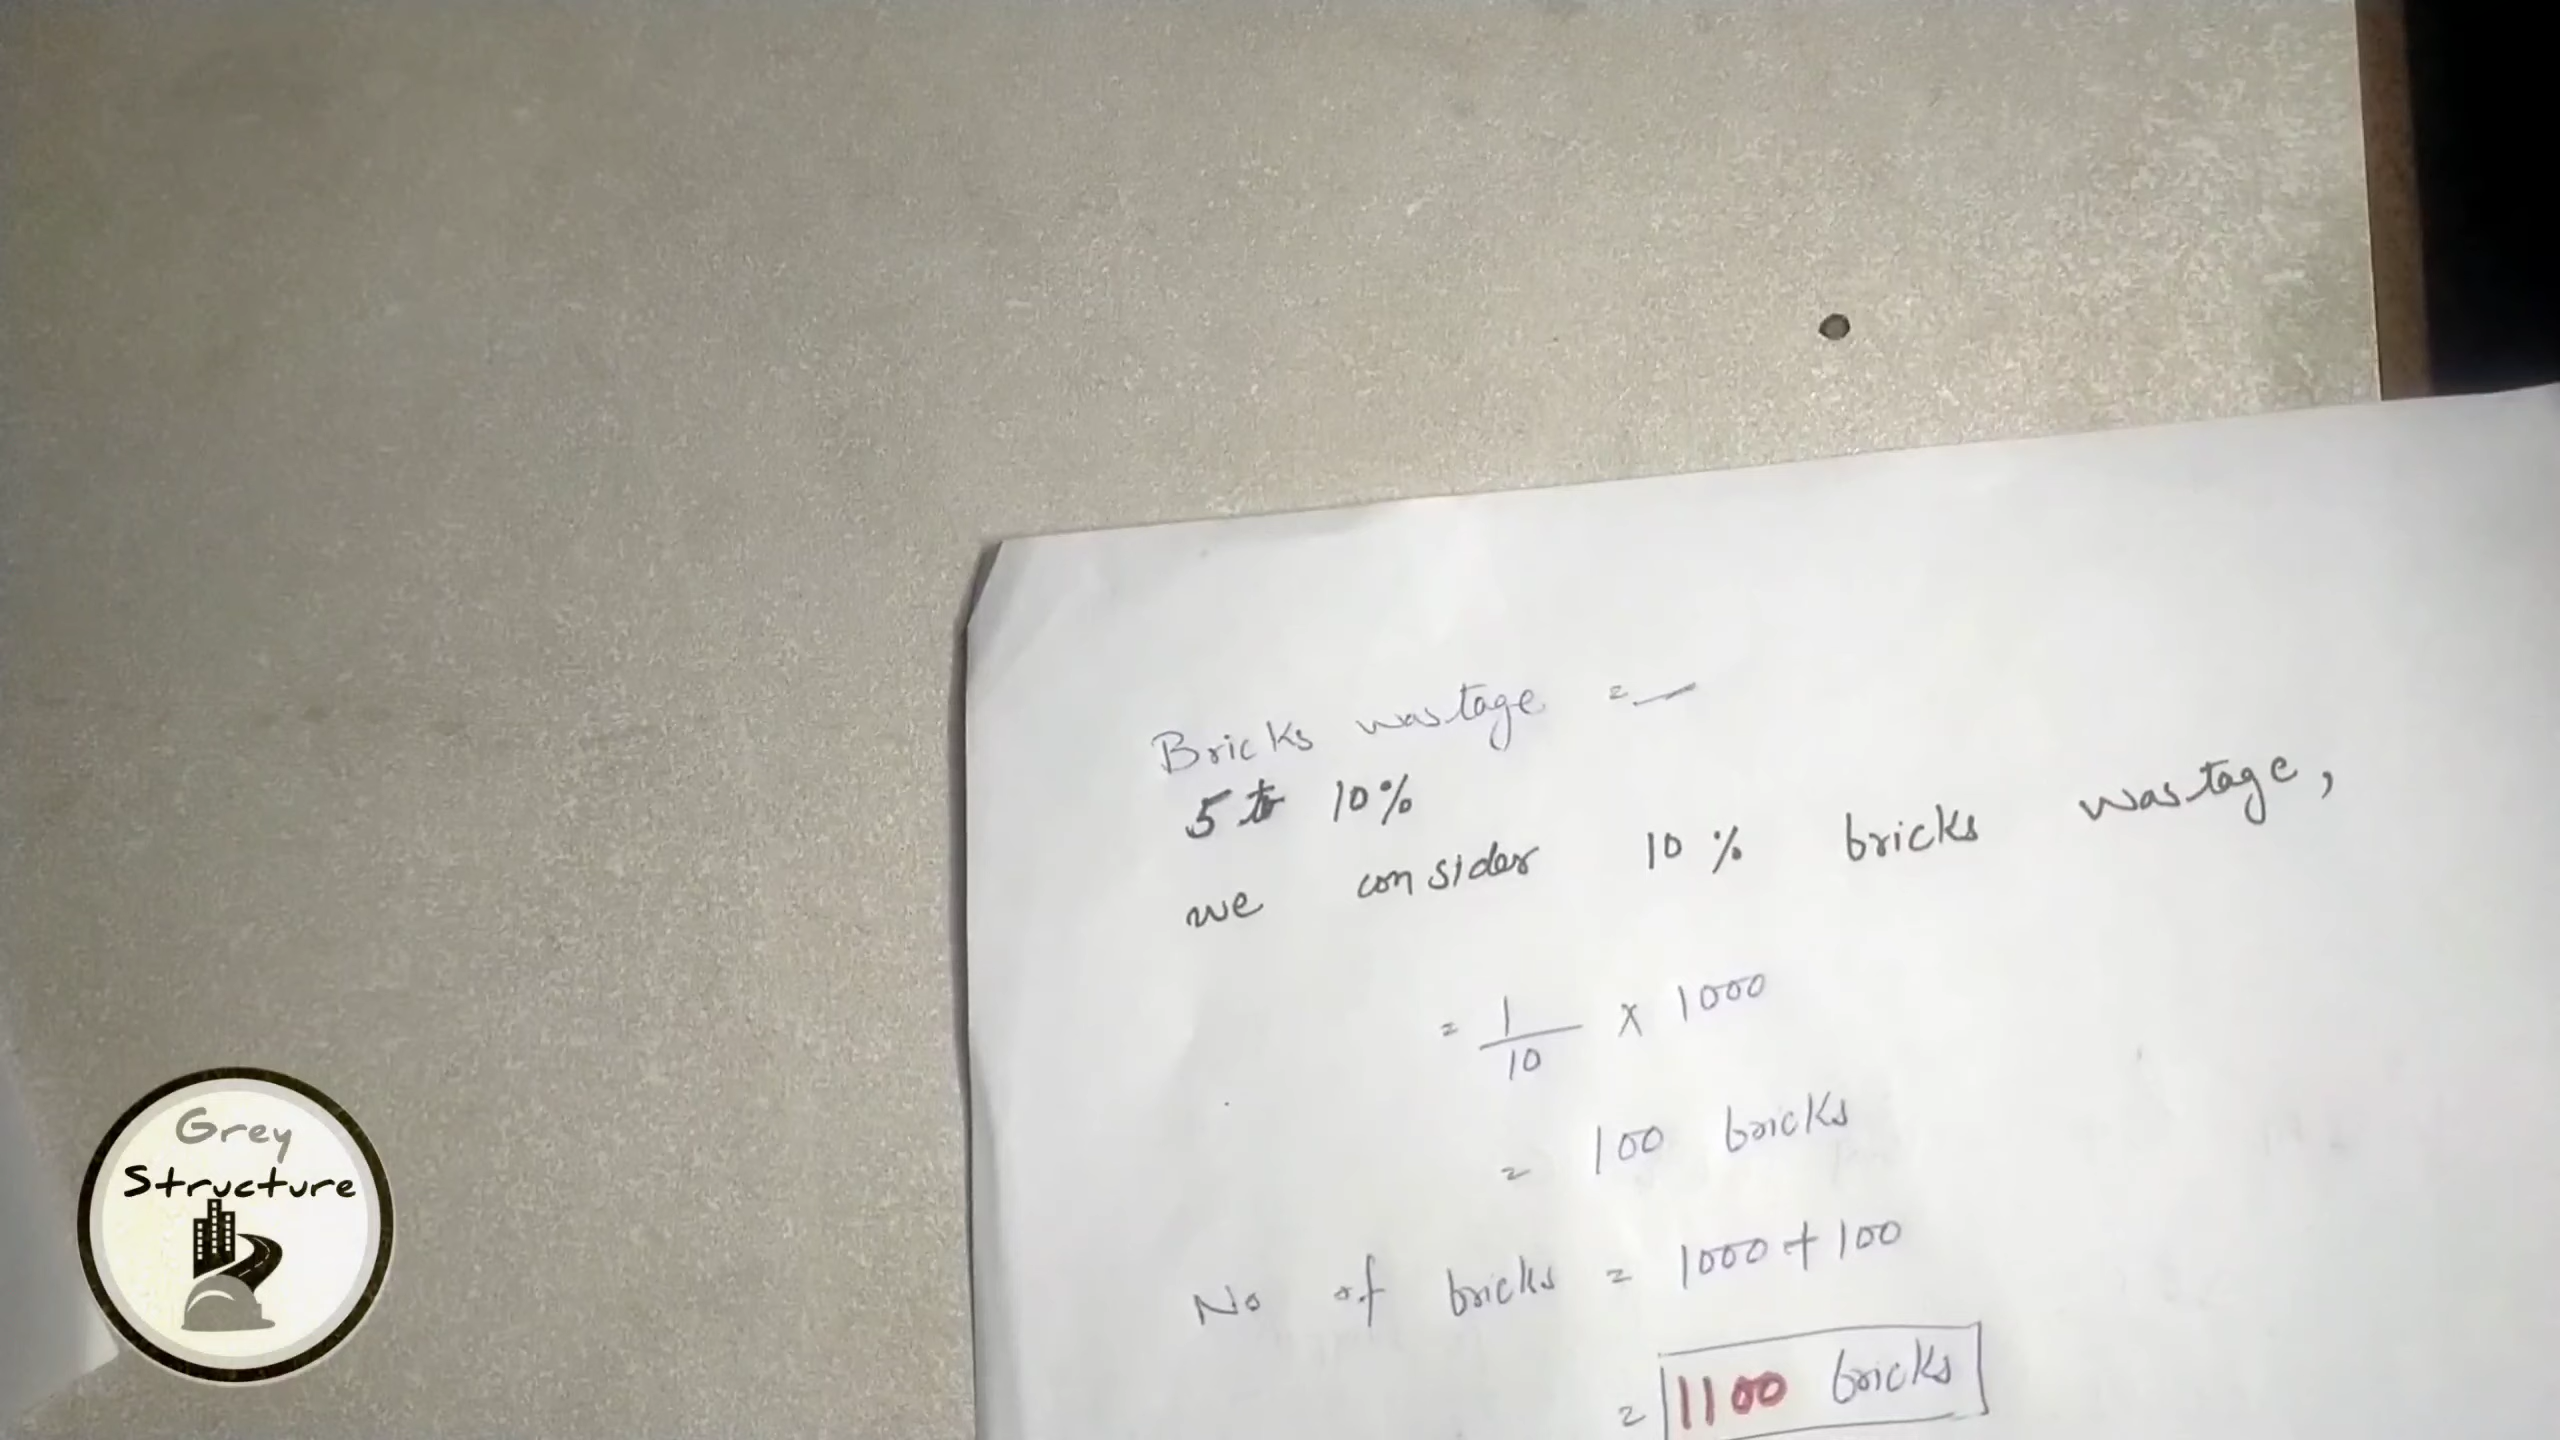 Bricks wastage =
5 to 10%
we consider 10% bricks wastage,
= 1/10 x 1000
= 100 bricks
No of bricks = 1000 + 100
= 1100 bricks
Grey
Structure